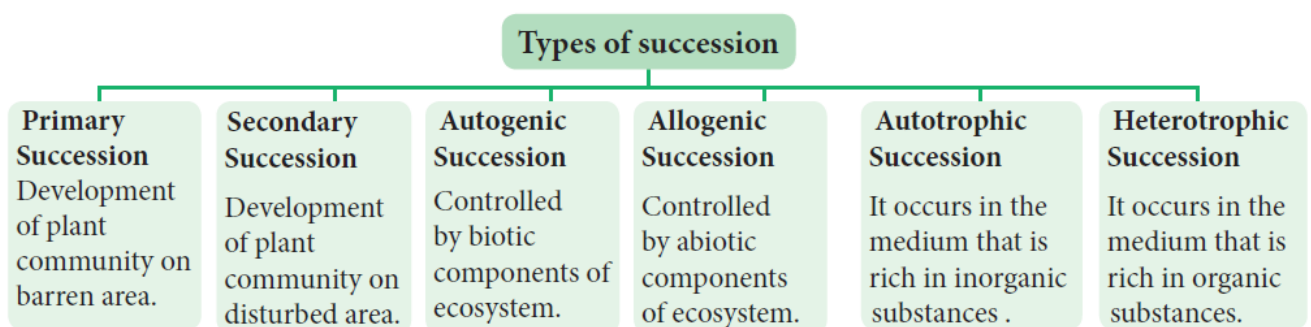 Types of succession
Primary
Succession
Development
of plant
community on
barren area.
Secondary
Succession
Development
of plant
community on
disturbed area.
Autogenic
Succession
Controlled
by biotic
components of
ecosystem.
Allogenic
Succession
Controlled
by abiotic
components
of ecosystem.
Autotrophic
Succession
It occurs in the
medium that is
rich in inorganic
substances .
Heterotrophic
Succession
It occurs in the
medium that is
rich in organic
substances.